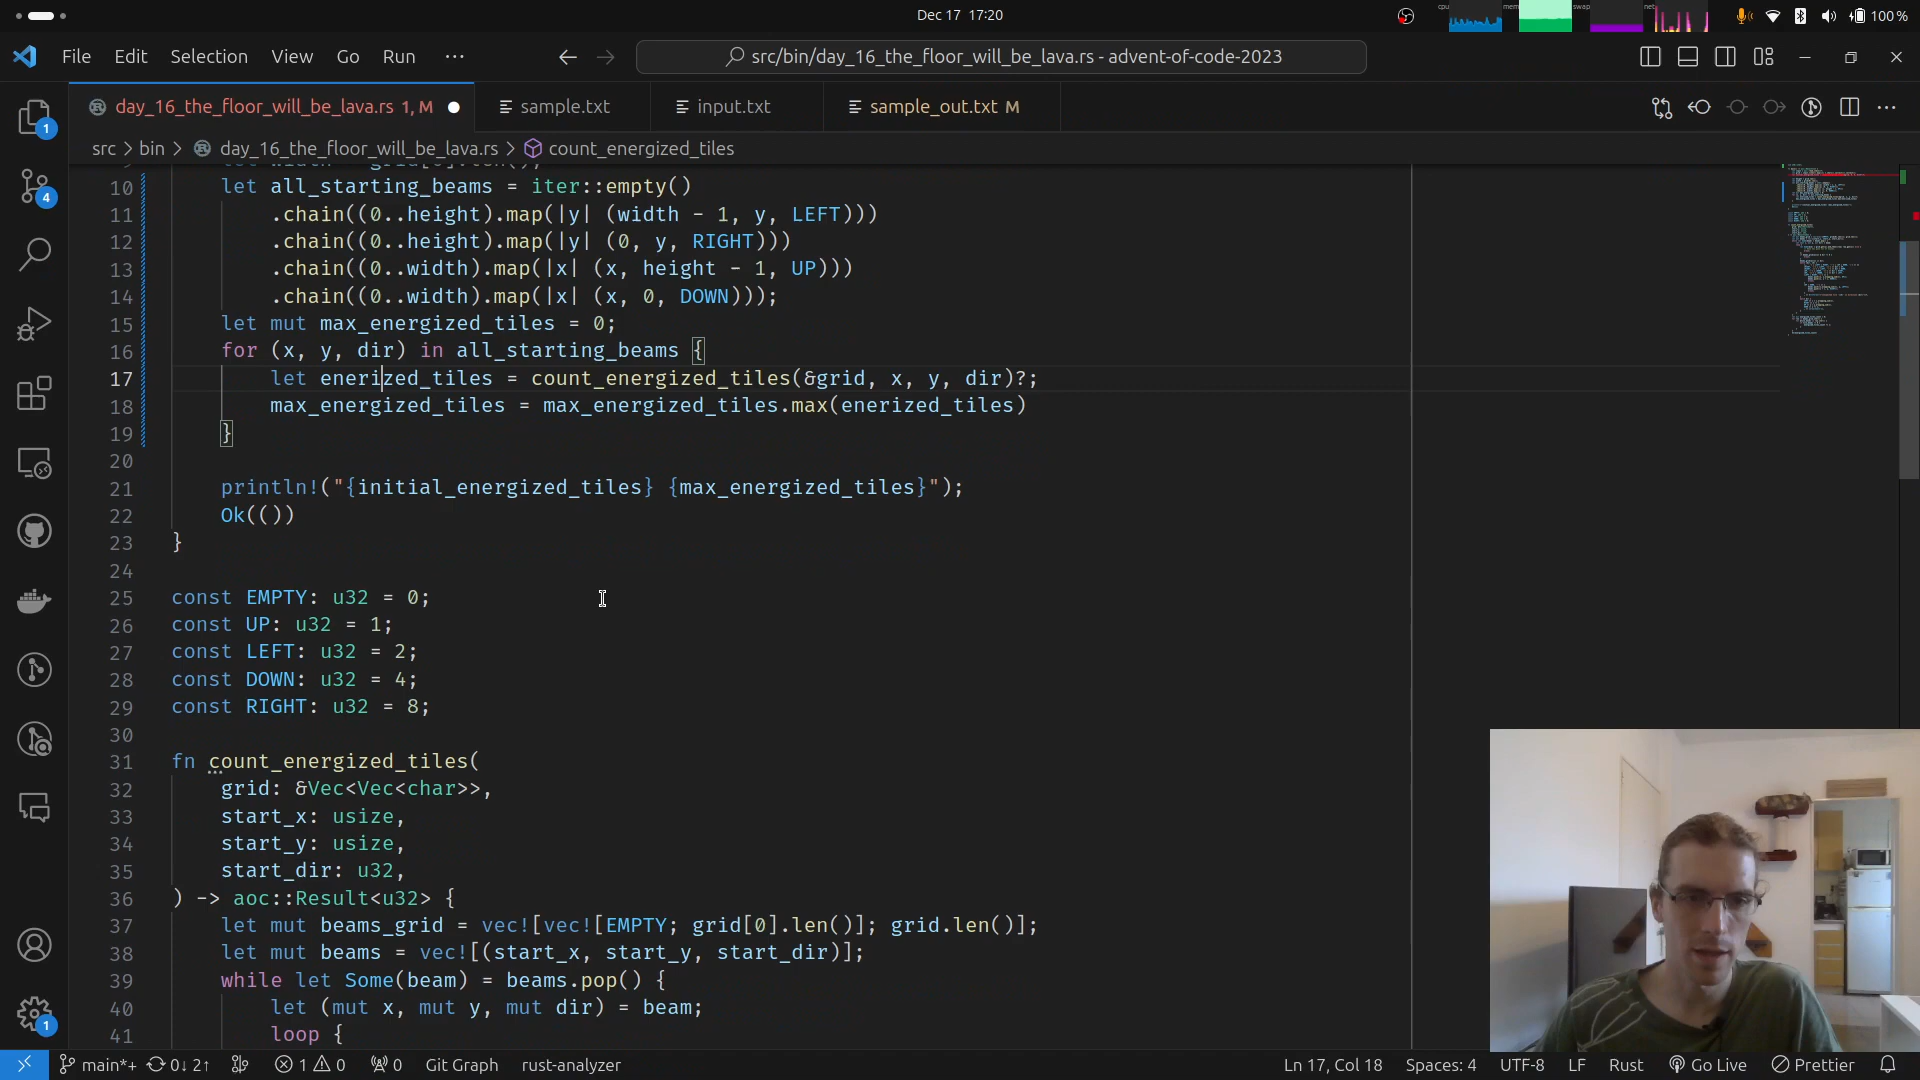 Dec 17 17:20
cpu mem swap net
100 %
File Edit Selection View Go Run ···
src/bin/day_16_the_floor_will_be_lava.rs - advent-of-code-2023
day_16_the_floor_will_be_lava.rs 1, M
sample.txt
input.txt
sample_out.txt M
src > bin > day_16_the_floor_will_be_lava.rs > count_energized_tiles
10 let all_starting_beams = iter::empty()
11 .chain((0..height).map(|y| (width - 1, y, LEFT)))
12 .chain((0..height).map(|y| (0, y, RIGHT)))
13 .chain((0..width).map(|x| (x, height - 1, UP)))
14 .chain((0..width).map(|x| (x, 0, DOWN)));
15 let mut max_energized_tiles = 0;
16 for (x, y, dir) in all_starting_beams {
17 let enerized_tiles = count_energized_tiles(&grid, x, y, dir)?;
18 max_energized_tiles = max_energized_tiles.max(enerized_tiles)
19 }
20
21 println!("{initial_energized_tiles} {max_energized_tiles}");
22 Ok(())
23 }
24
25 const EMPTY: u32 = 0;
26 const UP: u32 = 1;
27 const LEFT: u32 = 2;
28 const DOWN: u32 = 4;
29 const RIGHT: u32 = 8;
30
31 fn count_energized_tiles(
32 grid: &Vec<Vec<char>>,
33 start_x: usize,
34 start_y: usize,
35 start_dir: u32,
36 ) -> aoc::Result<u32> {
37 let mut beams_grid = vec![vec![EMPTY; grid[0].len()]; grid.len()];
38 let mut beams = vec![(start_x, start_y, start_dir)];
39 while let Some(beam) = beams.pop() {
40 let (mut x, mut y, mut dir) = beam;
41 loop {
1
4
1
main*+ 0↓ 2↑ 1 0 0 Git Graph rust-analyzer Ln 17, Col 18 Spaces: 4 UTF-8 LF Rust Go Live Prettier